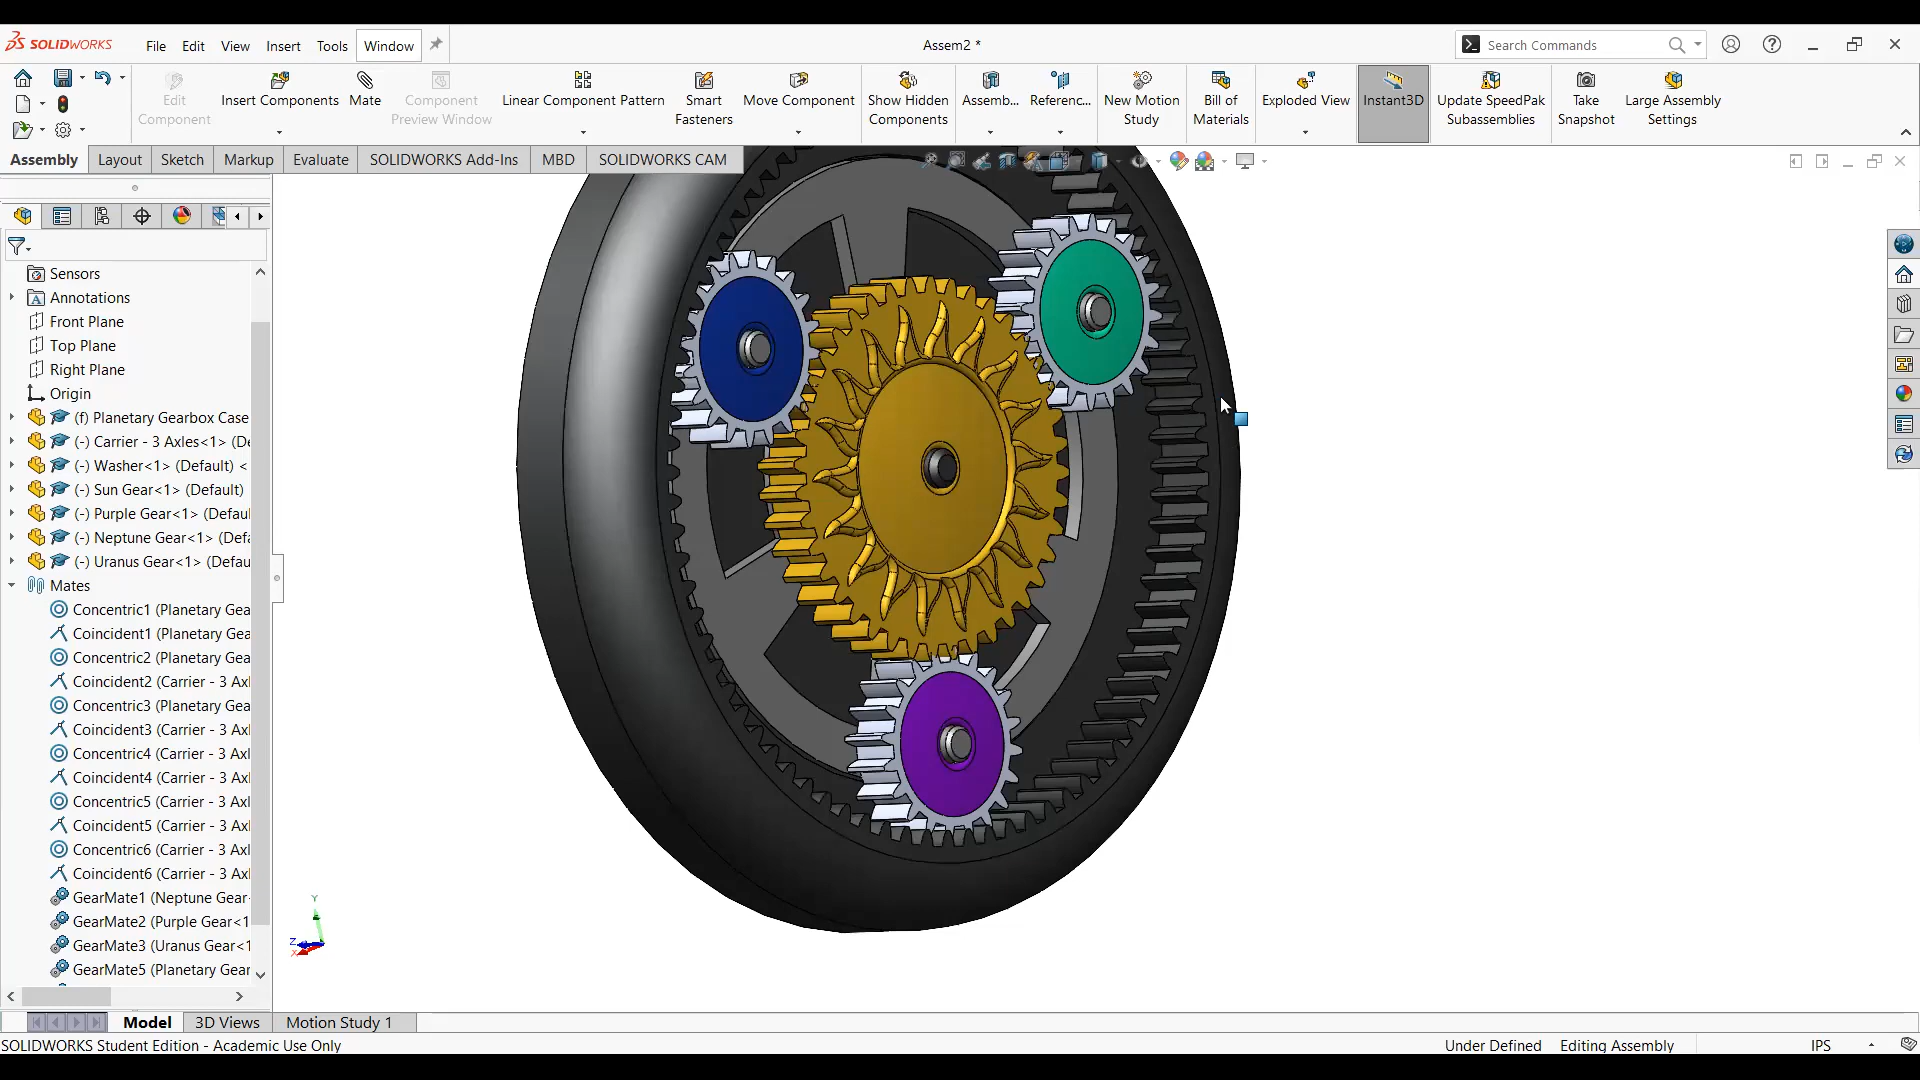 SOLIDWORKS File Edit View Insert Tools Window Assem2 * Search Commands
Edit Component
Insert Components
Mate
Component Preview Window
Linear Component Pattern
Smart Fasteners
Move Component
Show Hidden Components
Assemb...
Referenc...
New Motion Study
Bill of Materials
Exploded View
Instant3D
Update SpeedPak Subassemblies
Take Snapshot
Large Assembly Settings
Assembly Layout Sketch Markup Evaluate SOLIDWORKS Add-Ins MBD SOLIDWORKS CAM
Sensors
Annotations
Front Plane
Top Plane
Right Plane
Origin
(f) Planetary Gearbox Case
(-) Carrier - 3 Axles<1> (De
(-) Washer<1> (Default) <
(-) Sun Gear<1> (Default)
(-) Purple Gear<1> (Defaul
(-) Neptune Gear<1> (Defa
(-) Uranus Gear<1> (Defau
Mates
Concentric1 (Planetary Gea
Coincident1 (Planetary Gea
Concentric2 (Planetary Gea
Coincident2 (Carrier - 3 Axl
Concentric3 (Planetary Gea
Coincident3 (Carrier - 3 Axl
Concentric4 (Carrier - 3 Axl
Coincident4 (Carrier - 3 Axl
Concentric5 (Carrier - 3 Axl
Coincident5 (Carrier - 3 Axl
Concentric6 (Carrier - 3 Axl
Coincident6 (Carrier - 3 Axl
GearMate1 (Neptune Gear
GearMate2 (Purple Gear<1
GearMate3 (Uranus Gear<1
GearMate5 (Planetary Gear
Y
Z
X
Model 3D Views Motion Study 1
SOLIDWORKS Student Edition - Academic Use Only Under Defined Editing Assembly IPS